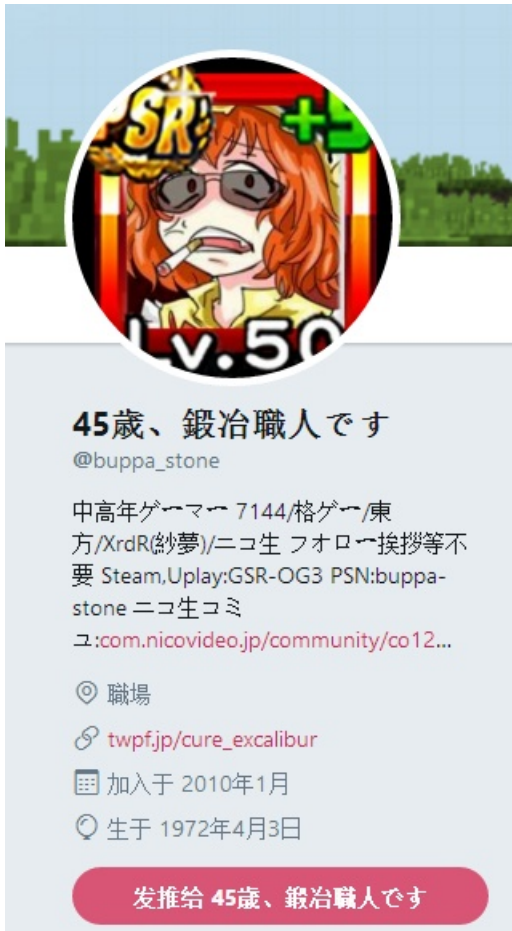 PSR
+5
Lv.50
45歳、鍛冶職人です
@buppa_stone
中高年ゲーマー 7144/格ゲー/東
方/XrdR(紗夢)/ニコ生 フォロー挨拶等不
要 Steam,Uplay:GSR-OG3 PSN:buppa-
stone ニコ生コミ
ュ:com.nicovideo.jp/community/co12...
職場
twpf.jp/cure_excalibur
加入于 2010年1月
生于 1972年4月3日
发推给 45歳、鍛冶職人です